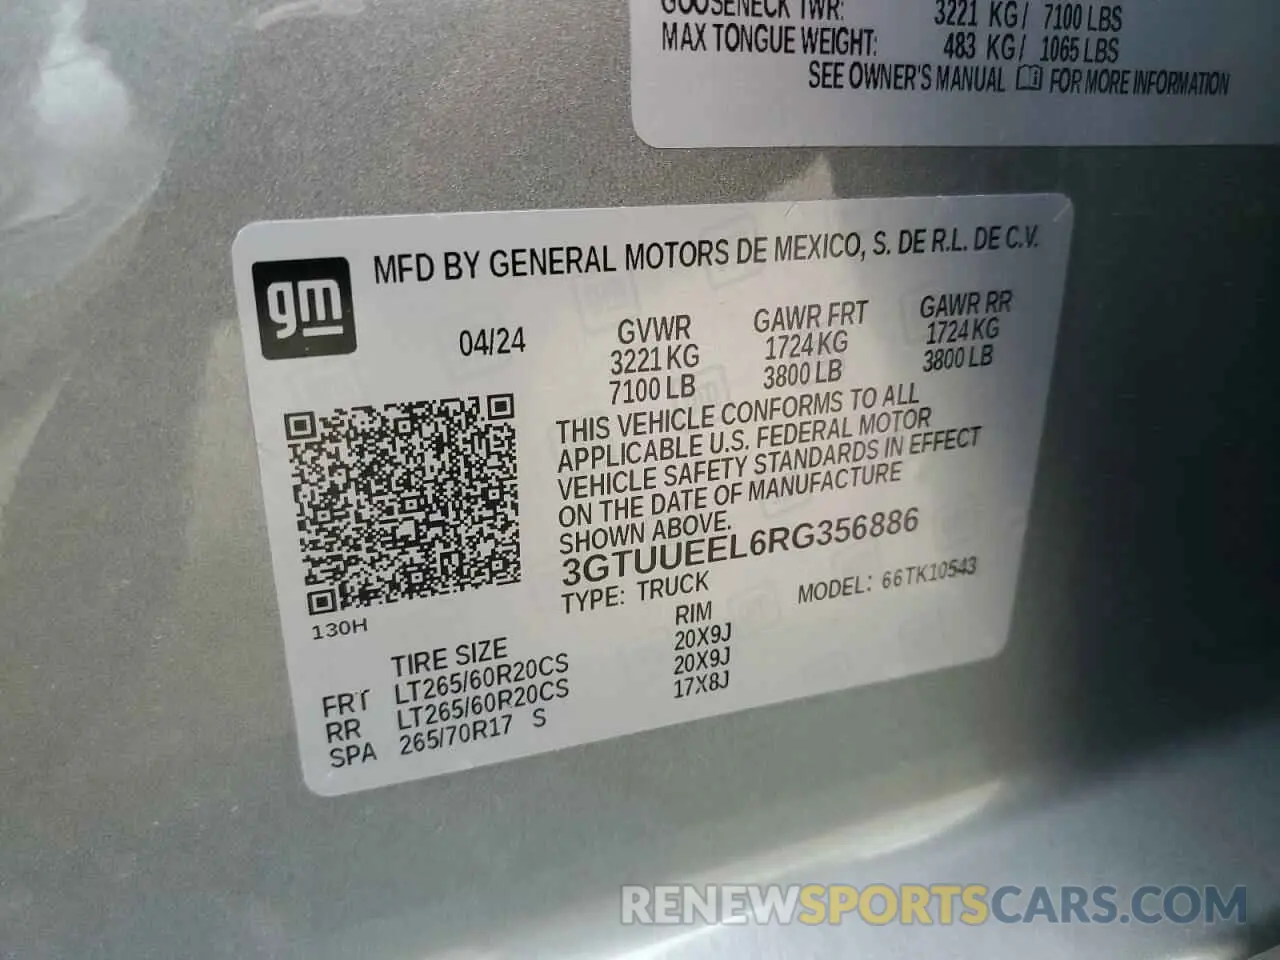 GOOSENECK TWR: 3221 KG/ 7100 LBS
MAX TONGUE WEIGHT: 483 KG/ 1065 LBS
SEE OWNER'S MANUAL FOR MORE INFORMATION
gm
MFD BY GENERAL MOTORS DE MEXICO, S. DE R.L. DE C.V.
04/24
GVWR GAWR FRT GAWR RR
3221 KG 1724 KG 1724 KG
7100 LB 3800 LB 3800 LB
THIS VEHICLE CONFORMS TO ALL
APPLICABLE U.S. FEDERAL MOTOR
VEHICLE SAFETY STANDARDS IN EFFECT
ON THE DATE OF MANUFACTURE
SHOWN ABOVE.
3GTUUEEL6RG356886
TYPE: TRUCK MODEL: 66TK10543
130H
TIRE SIZE RIM
FRT LT265/60R20CS 20X9J
RR LT265/60R20CS 20X9J
SPA 265/70R17 S 17X8J
RENEWSPORTSCARS.COM